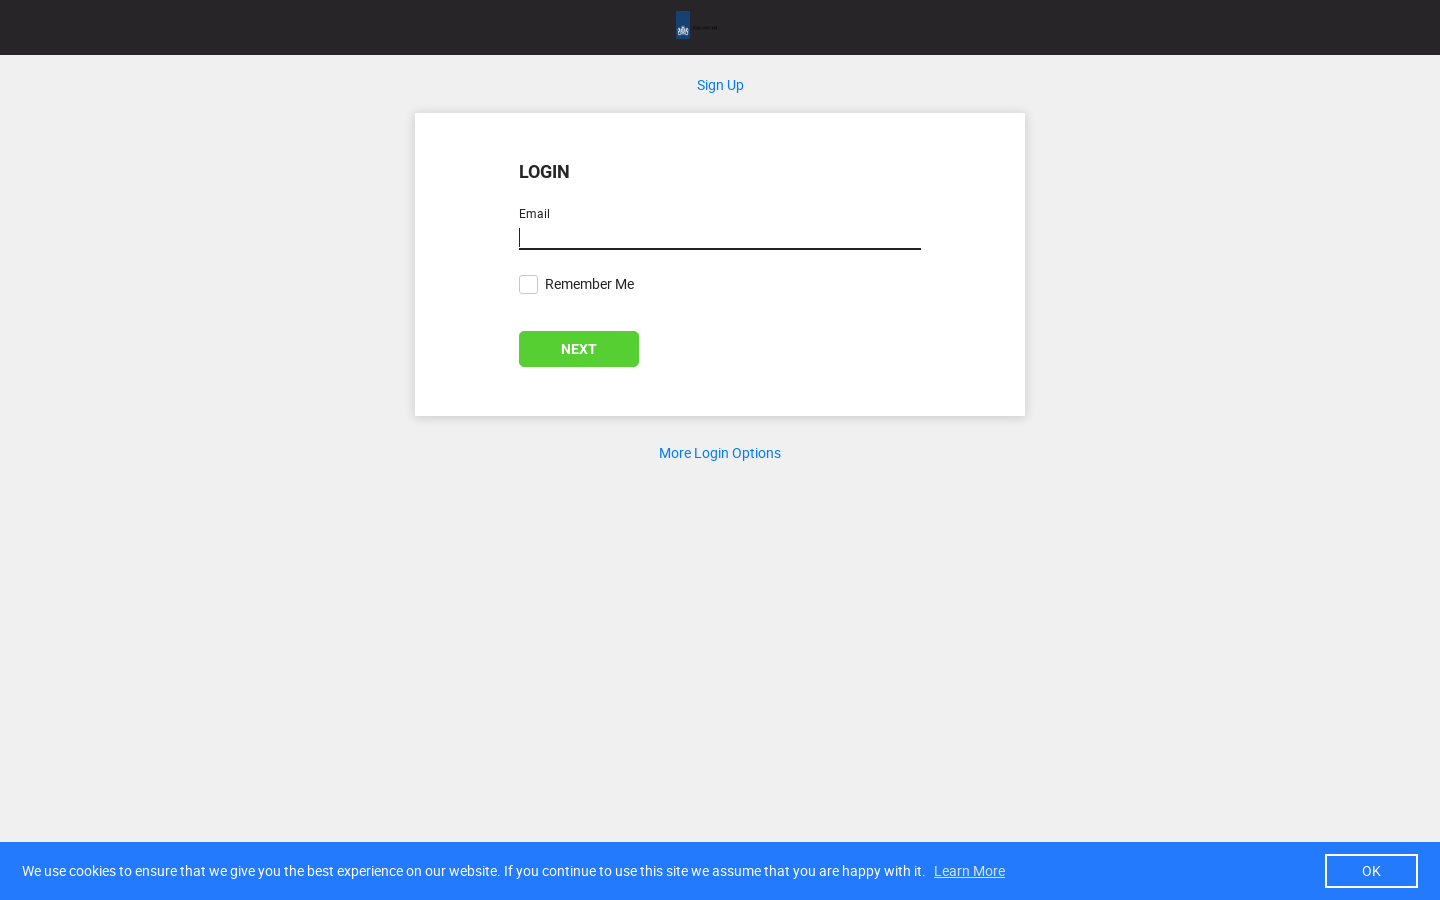 Sign Up
LOGIN
Email
Remember Me
NEXT
More Login Options
We use cookies to ensure that we give you the best experience on our website. If you continue to use this site we assume that you are happy with it. Learn More
OK